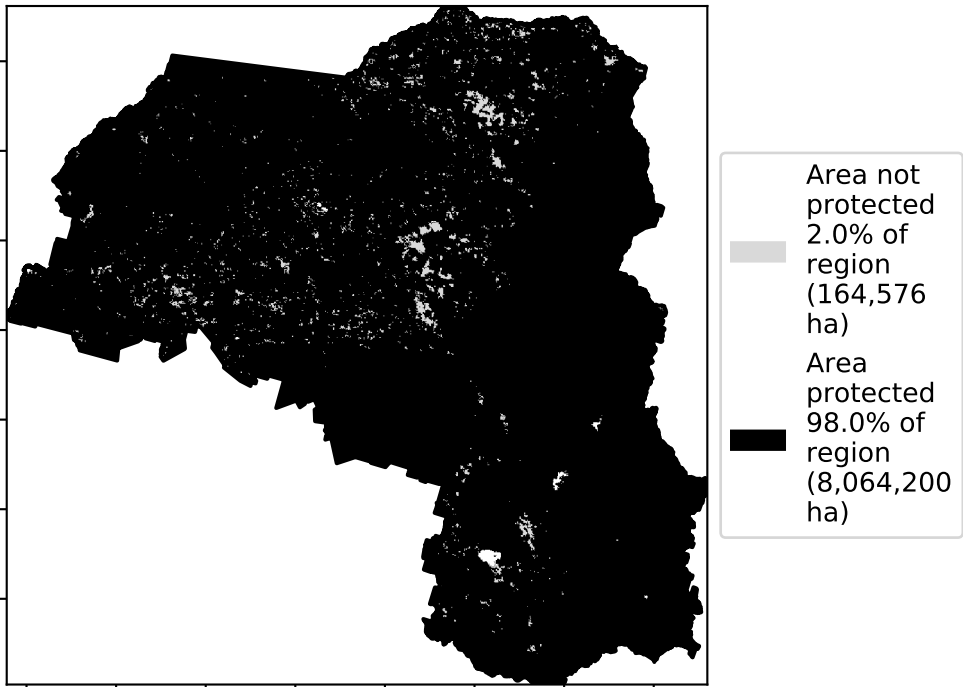 Area not
protected
2.0% of
region
(164,576
ha)
Area
protected
98.0% of
region
(8,064,200
ha)